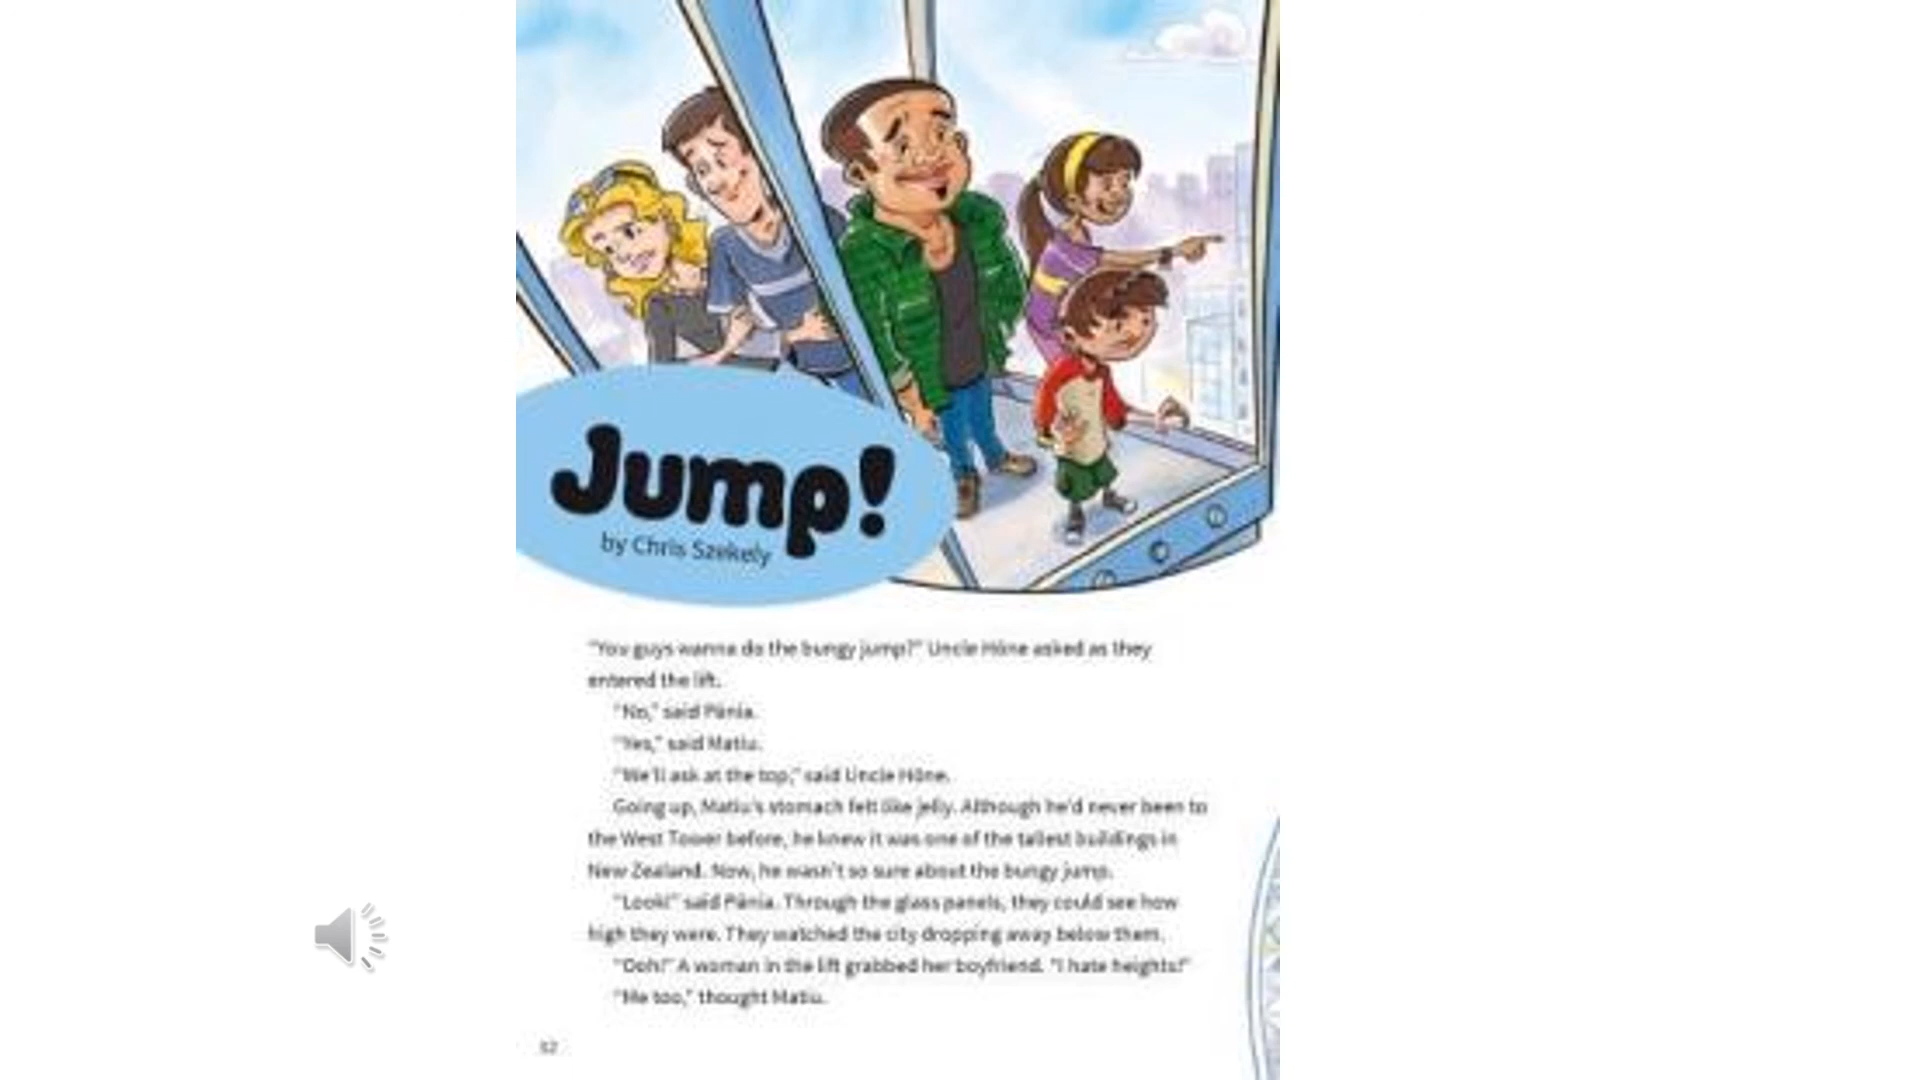 Jump!
by Chris Szekely
"You guys wanna do the bungy jump?" Uncle Hōne asked as they
entered the lift.
"No," said Pānia.
"Yes," said Matiu.
"We'll ask at the top," said Uncle Hōne.
Going up, Matiu's stomach felt like jelly. Although he'd never been to
the West Tower before, he knew it was one of the tallest buildings in
New Zealand. Now, he wasn't so sure about the bungy jump.
"Look!" said Pānia. Through the glass panels, they could see how
high they were. They watched the city dropping away below them.
"Ooh!" A woman in the lift grabbed her boyfriend. "I hate heights!"
"Me too," thought Matiu.